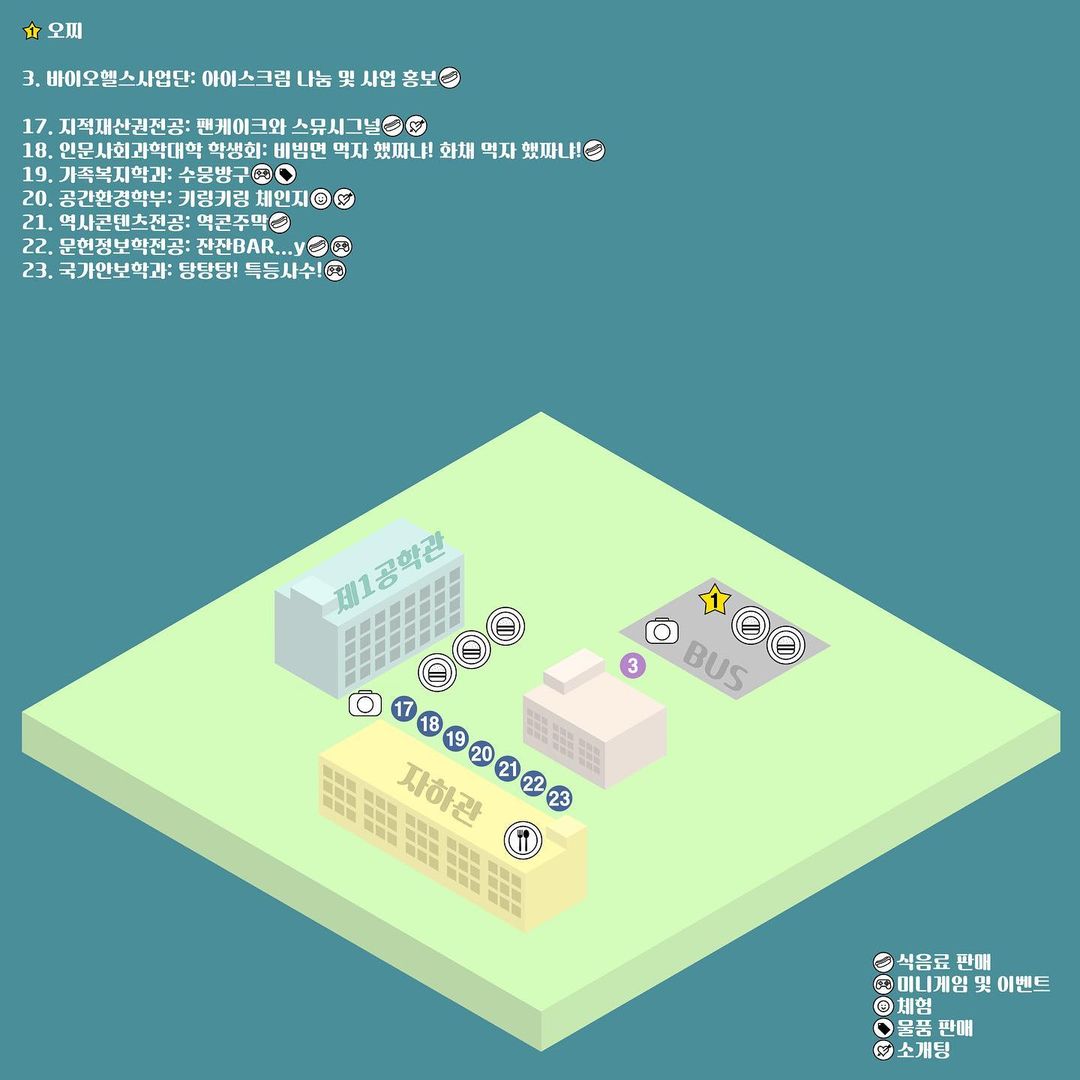 1 오찌
3. 바이오헬스사업단: 아이스크림 나눔 및 사업 홍보
17. 지적재산권전공: 팬케이크와 스뮤시그널
18. 인문사회과학대학 학생회: 비빔면 먹자 했짜냐! 화채 먹자 했짜냐!
19. 가족복지학과: 수뭉방구
20. 공간환경학부: 키링키링 체인지
21. 역사콘텐츠전공: 역콘주막
22. 문헌정보학전공: 잔잔BAR...y
23. 국가안보학과: 탕탕탕! 특등사수!
제1공학관
1
BUS
3
17
18
19
20
21
22
23
자하관
식음료 판매
미니게임 및 이벤트
체험
물품 판매
소개팅